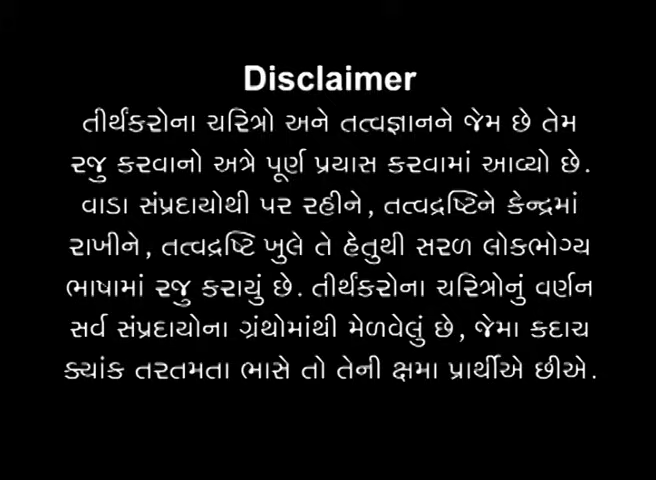 Disclaimer
તીર્થંકરોના ચરિત્રો અને તત્વજ્ઞાનને જેમ છે તેમ
રજુ કરવાનો અત્રે પૂર્ણ પ્રયાસ કરવામાં આવ્યો છે.
વાડા સંપ્રદાયોથી પર રહીને, તત્વદ્રષ્ટિને કેન્દ્રમાં
રાખીને, તત્વદ્રષ્ટિ ખુલે તે હેતુથી સરળ લોકભોગ્ય
ભાષામાં રજુ કરાયું છે. તીર્થંકરોના ચરિત્રોનું વર્ણન
સર્વ સંપ્રદાયોના ગ્રંથોમાંથી મેળવેલું છે, જેમા કદાચ
ક્યાંક તરતમતા ભાસે તો તેની ક્ષમા પ્રાર્થીએ છીએ.